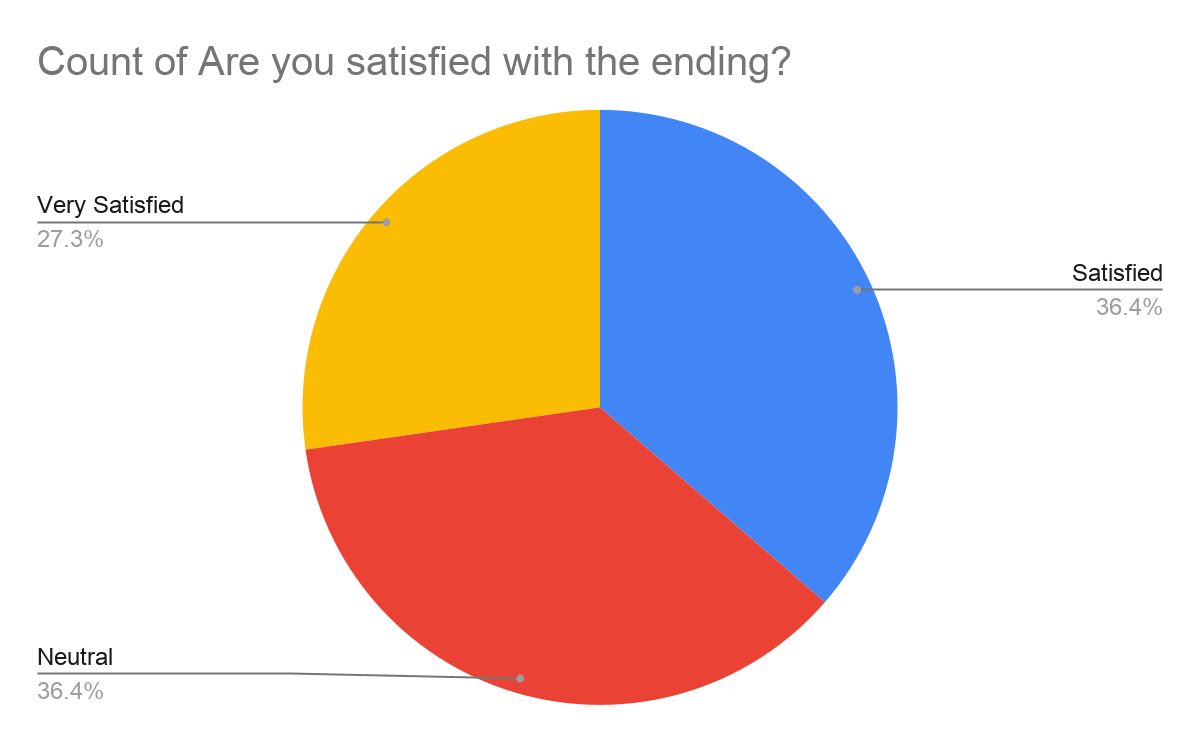 Count of Are you satisfied with the ending?
Very Satisfied
27.3%
Satisfied
36.4%
Neutral
36.4%